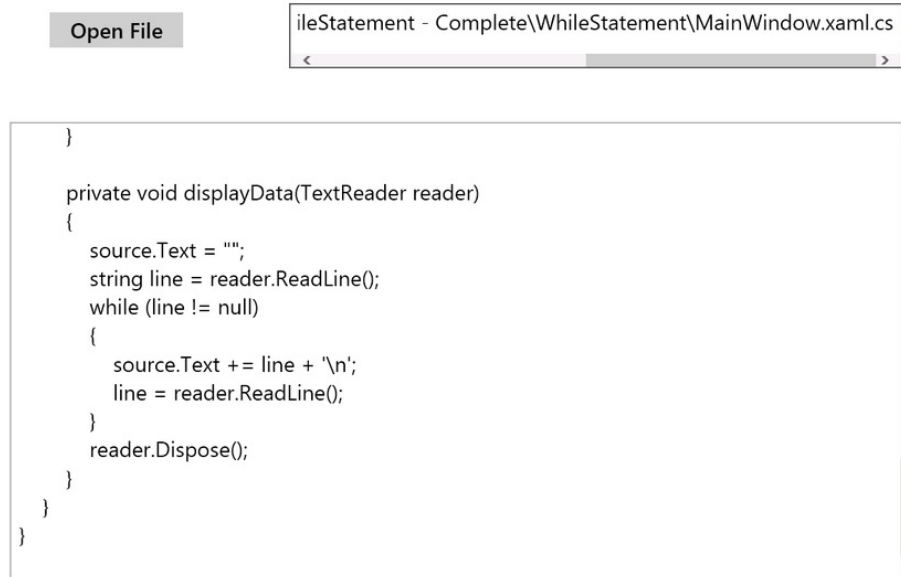 Open File
ileStatement - Complete\WhileStatement\MainWindow.xaml.cs
}
private void displayData(TextReader reader)
{
source.Text = "";
string line = reader.ReadLine();
while (line != null)
{
source.Text += line + '\n';
line = reader.ReadLine();
}
reader.Dispose();
}
}
}